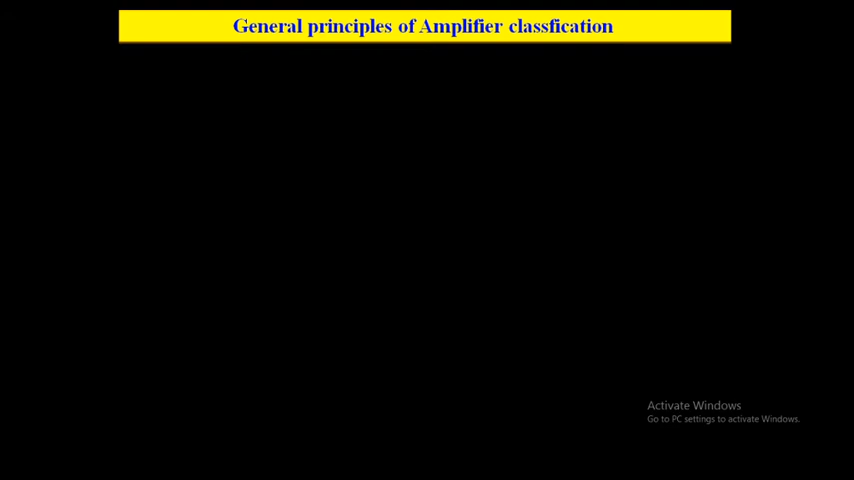 General principles of Amplifier classfication
Activate Windows
Go to PC settings to activate Windows.